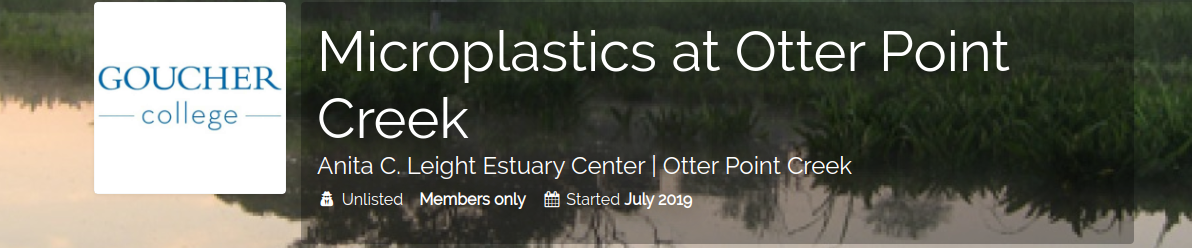 GOUCHER
college
Microplastics at Otter Point
Creek
Anita C. Leight Estuary Center | Otter Point Creek
Unlisted Members only Started July 2019